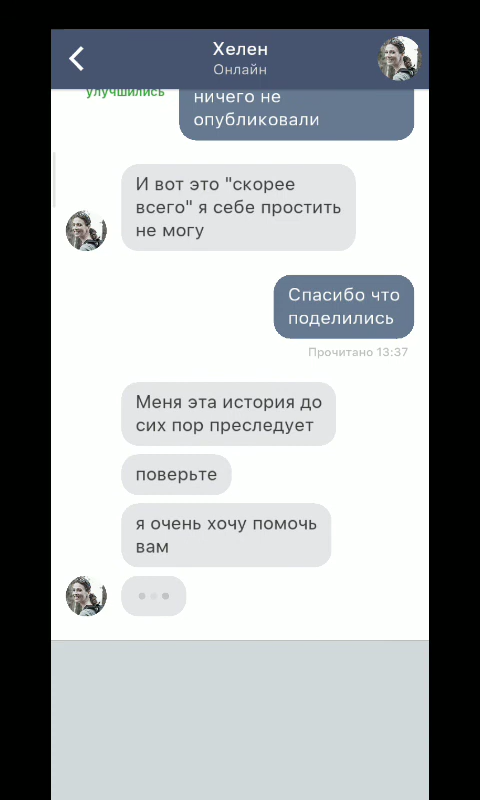 Хелен
Онлайн
улучшились
ничего не
опубликовали
И вот это "скорее
всего" я себе простить
не могу
Спасибо что
поделились
Прочитано 13:37
Меня эта история до
сих пор преследует
поверьте
я очень хочу помочь
вам